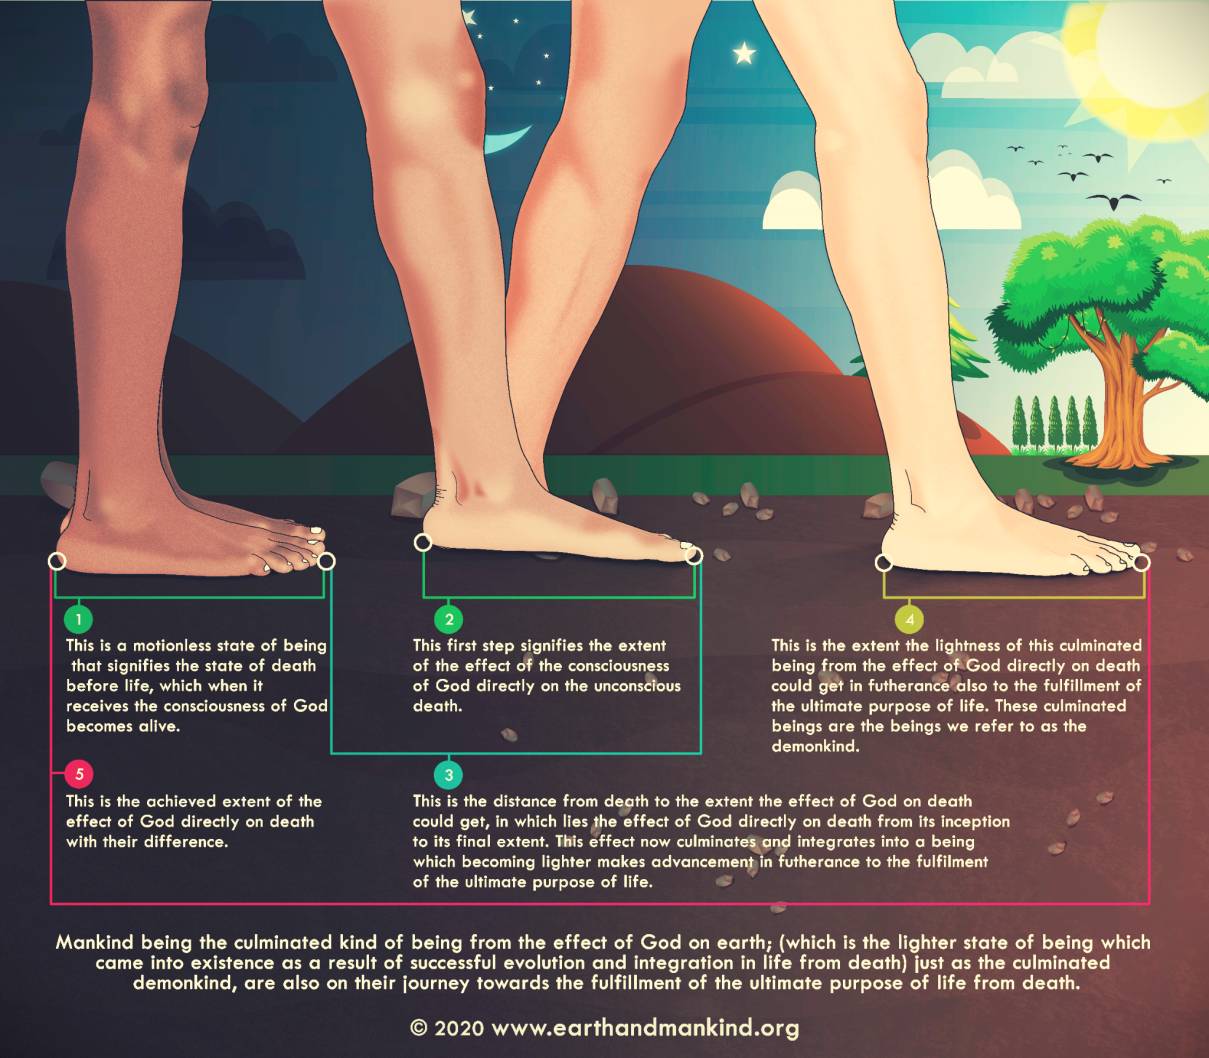 1
This is a motionless state of being
that signifies the state of death
before life, which when it
receives the consciousness of God
becomes alive.
2
This first step signifies the extent
of the effect of the consciousness
of God directly on the unconscious
death.
4
This is the extent the lightness of this culminated
being from the effect of God directly on death
could get in futherance also to the fulfillment of
the ultimate purpose of life. These culminated
beings are the beings we refer to as the
demonkind.
5
This is the achieved extent of the
effect of God directly on death
with their difference.
3
This is the distance from death to the extent the effect of God on death
could get, in which lies the effect of God directly on death from its inception
to its final extent. This effect now culminates and integrates into a being
which becoming lighter makes advancement in futherance to the fulfilment
of the ultimate purpose of life.
Mankind being the culminated kind of being from the effect of God on earth; (which is the lighter state of being which
came into existence as a result of successful evolution and integration in life from death) just as the culminated
demonkind, are also on their journey towards the fulfillment of the ultimate purpose of life from death.
© 2020 www.earthandmankind.org